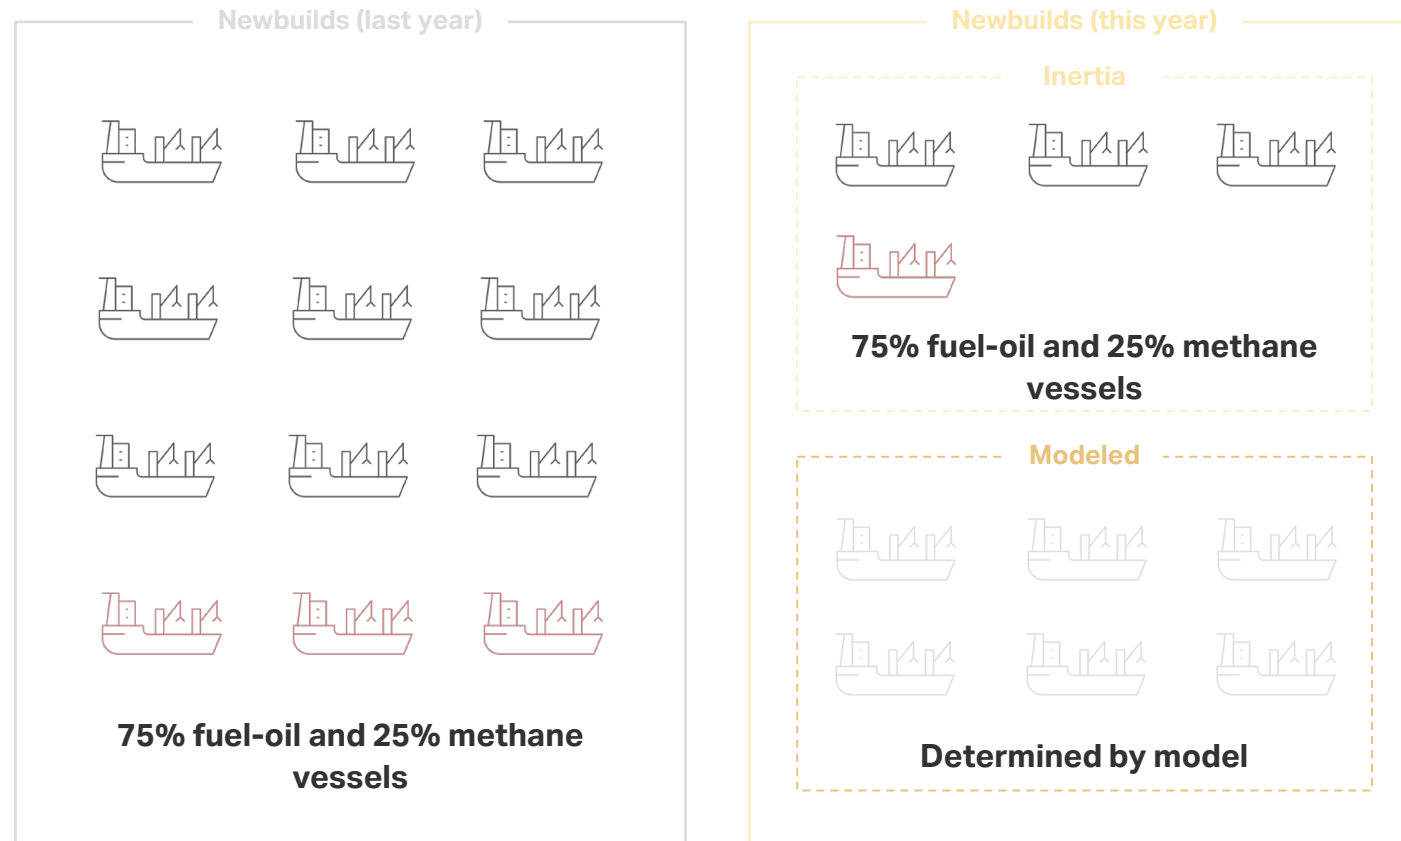 Newbuilds (last year)
75% fuel-oil and 25% methane
vessels
Newbuilds (this year)
Inertia
75% fuel-oil and 25% methane
vessels
Modeled
Determined by model